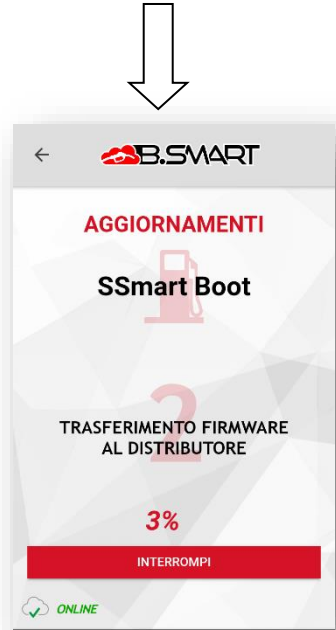 B.SMART
AGGIORNAMENTI
SSmart Boot
2
TRASFERIMENTO FIRMWARE
AL DISTRIBUTORE
3%
INTERROMPI
ONLINE